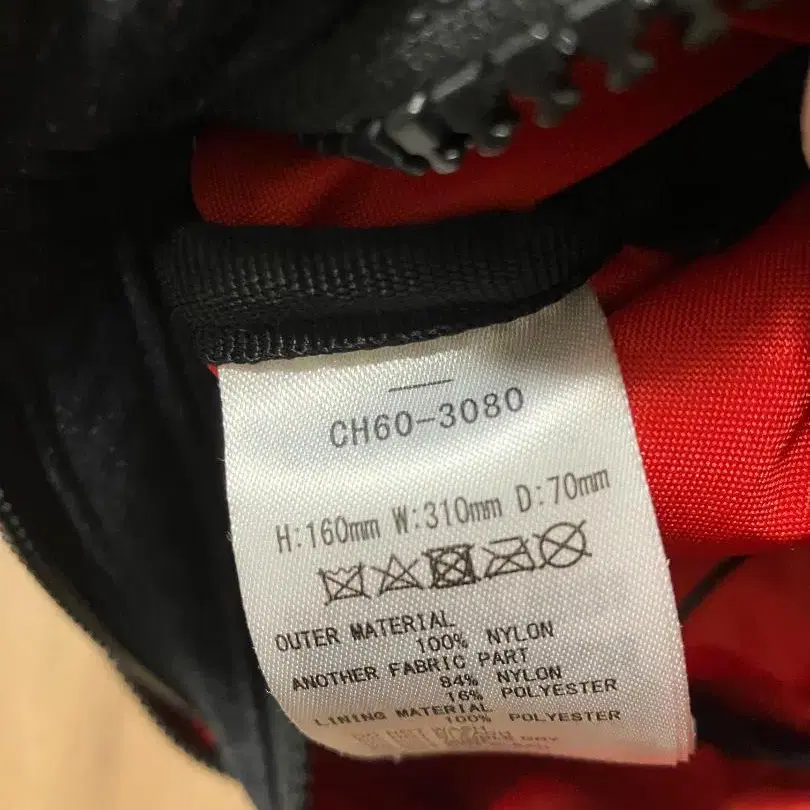 CH60-3080
H:160mm W:310mm D:70mm
OUTER MATERIAL
100% NYLON
ANOTHER FABRIC PART
84% NYLON
16% POLYESTER
LINING MATERIAL
100% POLYESTER